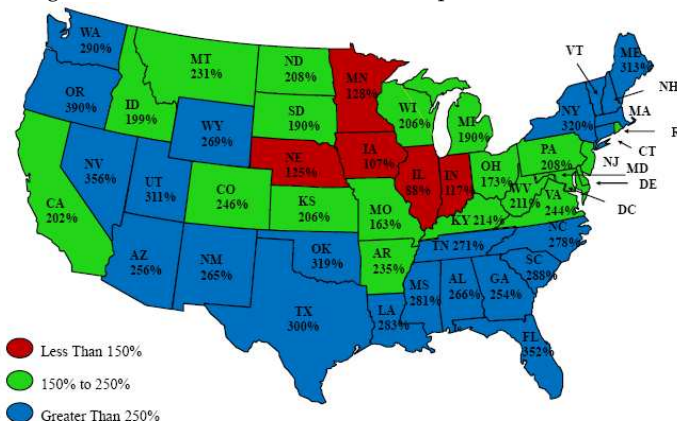 WA
290%
OR
390%
CA
202%
NV
356%
ID
199%
MT
231%
WY
269%
UT
311%
AZ
256%
CO
246%
NM
265%
ND
208%
SD
190%
NE
125%
KS
206%
OK
319%
TX
300%
MN
128%
IA
107%
MO
163%
AR
235%
LA
283%
WI
206%
IL
88%
MI
190%
IN
117%
OH
173%
KY 214%
TN 271%
MS
281%
AL
266%
GA
254%
FL
352%
SC
288%
NC
278%
VA
244%
WV
211%
PA
208%
NY
320%
ME
313%
VT
NH
MA
R
CT
NJ
MD
DE
DC
Less Than 150%
150% to 250%
Greater Than 250%